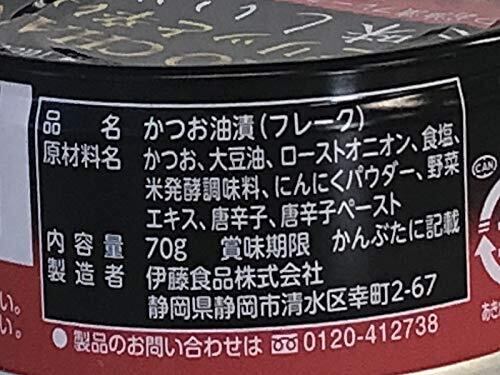 品名 かつお油漬(フレーク)
原材料名 かつお、大豆油、ローストオニオン、食塩、
米発酵調味料、にんにくパウダー、野菜
エキス、唐辛子、唐辛子ペースト
内容量 70g 賞味期限 かんぶたに記載
製造者 伊藤食品株式会社
静岡県静岡市清水区幸町2-67
●製品のお問い合わせは 0120-412738
CAN